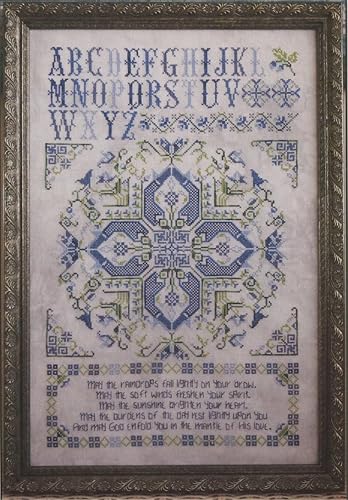 ABCDEFGHIJKL
MNOPQRSTUV
WXYZ
May the raindrops fall lightly on your brow.
May the soft winds freshen your spirit.
May the sunshine brighten your heart.
May the burdens of the day rest lightly upon you
And may God enfold you in the mantle of His love.